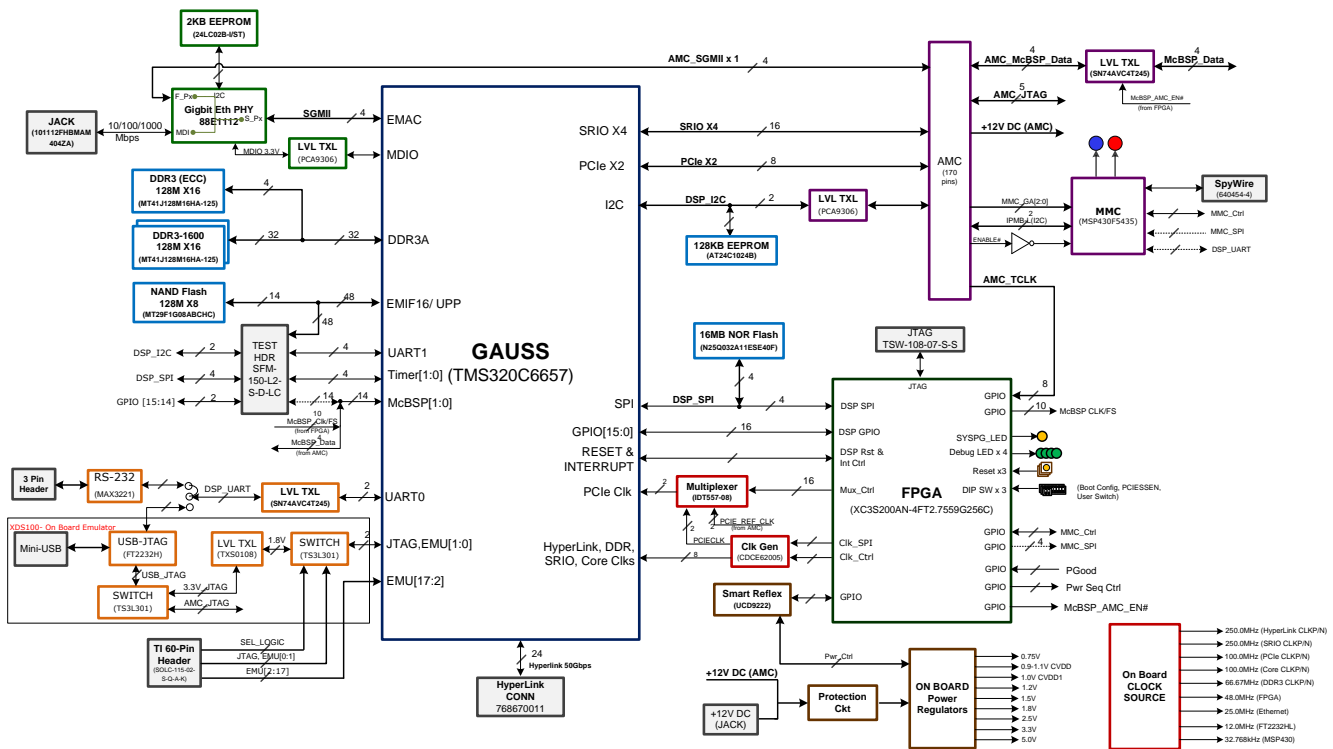 2KB EEPROM
(24LC02B-I/ST)
I2C
F_Px
Gigbit Eth PHY
88E1112
S_Px
MDI
JACK
(101112FHBMAM
404ZA)
10/100/1000
Mbps
SGMII
4
EMAC
MDIO 3.3V
LVL TXL
(PCA9306)
MDIO
AMC_SGMII x 1
4
DDR3 (ECC)
128M X16
(MT41J128M16HA-125)
4
DDR3-1600
128M X16
(MT41J128M16HA-125)
32
32
DDR3A
NAND Flash
128M X8
(MT29F1G08ABCHC)
14
48
EMIF16/ UPP
48
TEST
HDR
SFM-
150-L2-
S-D-LC
DSP_I2C
2
DSP_SPI
4
GPIO [15:14]
2
4
UART1
4
Timer[1:0]
14
14
McBSP[1:0]
10
McBSP_Clk/FS
(from FPGA)
4
McBSP_Data
(from AMC)
GAUSS
(TMS320C6657)
3 Pin
Header
RS-232
(MAX3221)
DSP_UART
LVL TXL
(SN74AVC4T245)
2
UART0
XDS100- On Board Emulator
Mini-USB
USB-JTAG
(FT2232H)
LVL TXL
(TXS0108)
1.8V
SWITCH
(TS3L301)
2
JTAG,EMU[1:0]
USB_JTAG
SWITCH
(TS3L301)
3.3V_JTAG
AMC_JTAG
EMU[17:2]
TI 60-Pin
Header
(SOLC-115-02-
S-Q-A-K)
SEL_LOGIC
JTAG, EMU[0:1]
EMU[2:17]
24
Hyperlink 50Gbps
HyperLink
CONN
768670011
SRIO X4
SRIO X4
16
PCIe X2
PCIe X2
8
I2C
DSP_I2C
2
LVL TXL
(PCA9306)
128KB EEPROM
(AT24C1024B)
AMC
(170
pins)
AMC_McBSP_Data
4
LVL TXL
(SN74AVC4T245)
4
McBSP_Data
McBSP_AMC_EN#
(from FPGA)
AMC_JTAG
5
+12V DC (AMC)
MMC_GA[2:0]
2
IPMB-L(I2C)
ENABLE#
MMC
(MSP430F5435)
SpyWire
(640454-4)
MMC_Ctrl
MMC_SPI
DSP_UART
AMC_TCLK
16MB NOR Flash
(N25Q032A11ESE40F)
4
JTAG
TSW-108-07-S-S
JTAG
SPI
DSP_SPI
4
DSP SPI
GPIO[15:0]
16
DSP GPIO
RESET &
INTERRUPT
DSP Rst &
Int Ctrl
PCIe Clk
2
Multiplexer
(IDT557-08)
16
Mux_Ctrl
2
PCIECLK
2
PCIE_REF_CLK
(from AMC)
HyperLink, DDR,
SRIO, Core Clks
8
Clk Gen
(CDCE62005)
Clk_SPI
Clk_Ctrl
Smart Reflex
(UCD9222)
GPIO
FPGA
(XC3S200AN-4FT2.7559G256C)
GPIO
8
GPIO
10
McBSP CLK/FS
SYSPG_LED
Debug LED x 4
Reset x3
DIP SW x 3
(Boot Config, PCIESSEN,
User Switch)
GPIO
MMC_Ctrl
GPIO
4
MMC_SPI
GPIO
PGood
GPIO
Pwr Seq Ctrl
GPIO
McBSP_AMC_EN#
Pwr_Ctrl
+12V DC (AMC)
+12V DC
(JACK)
Protection
Ckt
ON BOARD
Power
Regulators
0.75V
0.9-1.1V CVDD
1.0V CVDD1
1.2V
1.5V
1.8V
2.5V
3.3V
5.0V
On Board
CLOCK
SOURCE
250.0MHz (HyperLink CLKP/N)
250.0MHz (SRIO CLKP/N)
100.0MHz (PCIe CLKP/N)
100.0MHz (Core CLKP/N)
66.67MHz (DDR3 CLKP/N)
48.0MHz (FPGA)
25.0MHz (Ethernet)
12.0MHz (FT2232HL)
32.768kHz (MSP430)